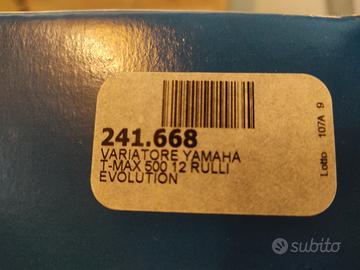 241.668
VARIATORE YAMAHA
T-MAX 500 12 RULLI
EVOLUTION
Lotto 107A 9
subito